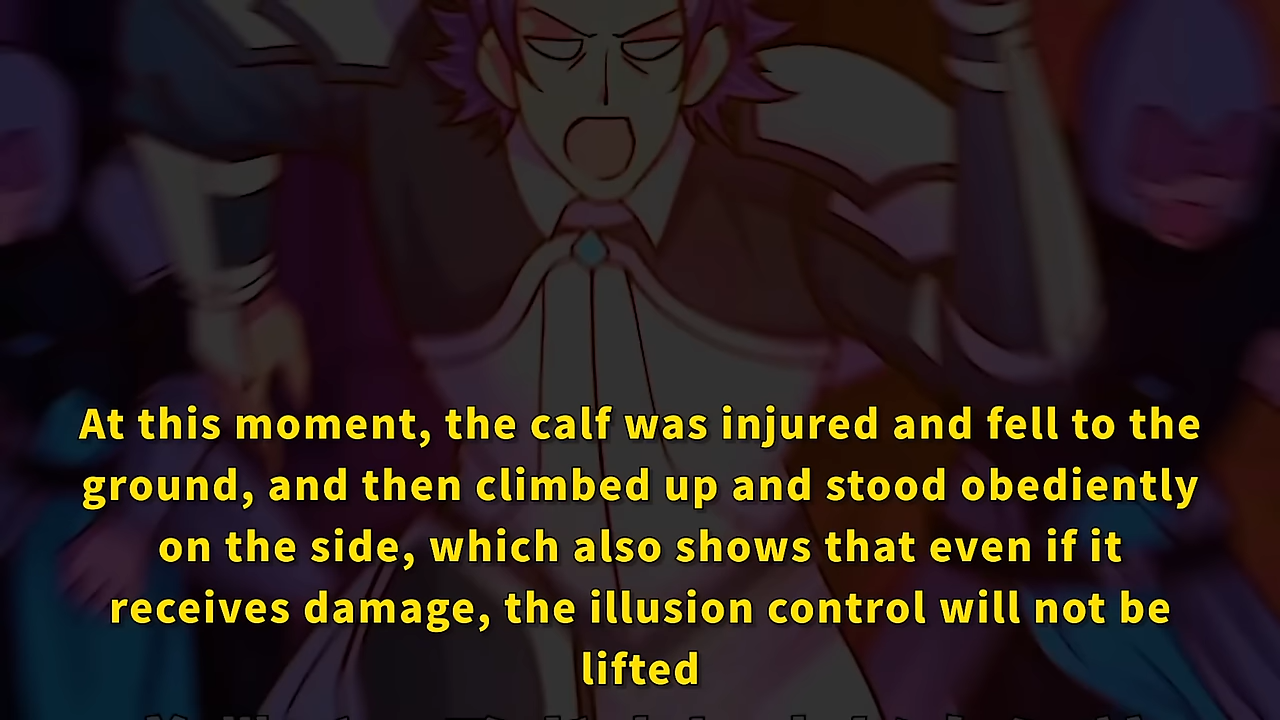 At this moment, the calf was injured and fell to the
ground, and then climbed up and stood obediently
on the side, which also shows that even if it
receives damage, the illusion control will not be
lifted